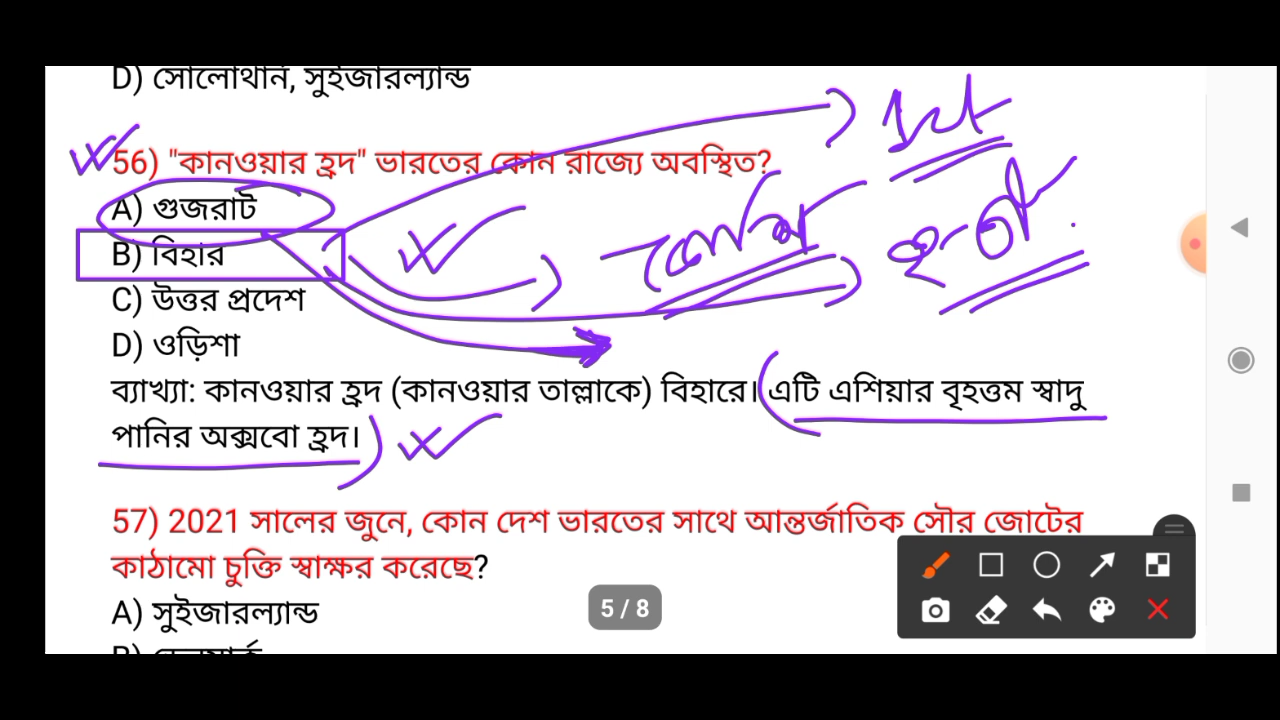 D) সোলোথার্ন, সুইজারল্যান্ড
56) "কানওয়ার হ্রদ" ভারতের কোন রাজ্যে অবস্থিত?
A) গুজরাট
B) বিহার
C) উত্তর প্রদেশ
D) ওড়িশা
ব্যাখ্যা: কানওয়ার হ্রদ (কানওয়ার তাল্লাকে) বিহারে। এটি এশিয়ার বৃহত্তম স্বাদু
পানির অক্সবো হ্রদ।
57) 2021 সালের জুনে, কোন দেশ ভারতের সাথে আন্তর্জাতিক সৌর জোটের
কাঠামো চুক্তি স্বাক্ষর করেছে?
A) সুইজারল্যান্ড
5 / 8